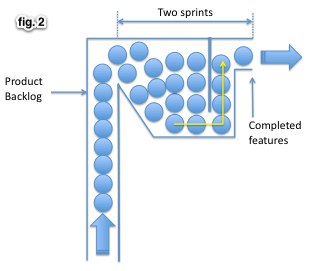 fig. 2
Two sprints
Product
Backlog
Completed
features